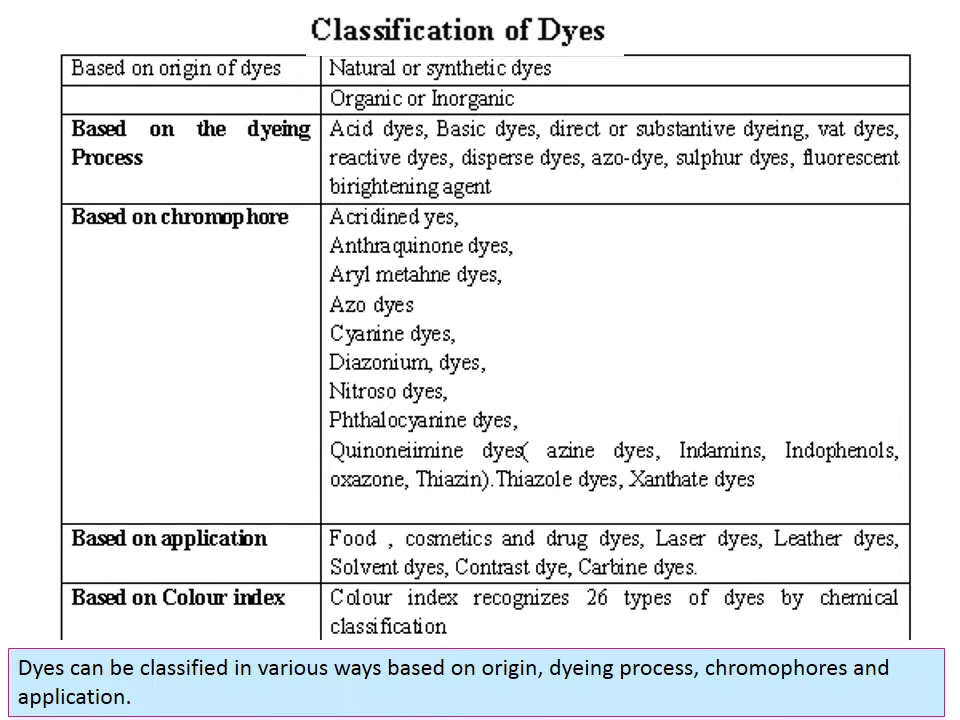 Classification of Dyes
Based on origin of dyes
Natural or synthetic dyes
Organic or Inorganic
Based on the dyeing
Process
Acid dyes, Basic dyes, direct or substantive dyeing, vat dyes,
reactive dyes, disperse dyes, azo-dye, sulphur dyes, fluorescent
birightening agent
Based on chromophore
Acridined yes,
Anthraquinone dyes,
Aryl metahne dyes,
Azo dyes
Cyanine dyes,
Diazonium, dyes,
Nitroso dyes,
Phthalocyanine dyes,
Quinoneiimine dyes( azine dyes, Indamins, Indophenols,
oxazone, Thiazin).Thiazole dyes, Xanthate dyes
Based on application
Food , cosmetics and drug dyes, Laser dyes, Leather dyes,
Solvent dyes, Contrast dye, Carbine dyes.
Based on Colour index
Colour index recognizes 26 types of dyes by chemical
classification
Dyes can be classified in various ways based on origin, dyeing process, chromophores and
application.